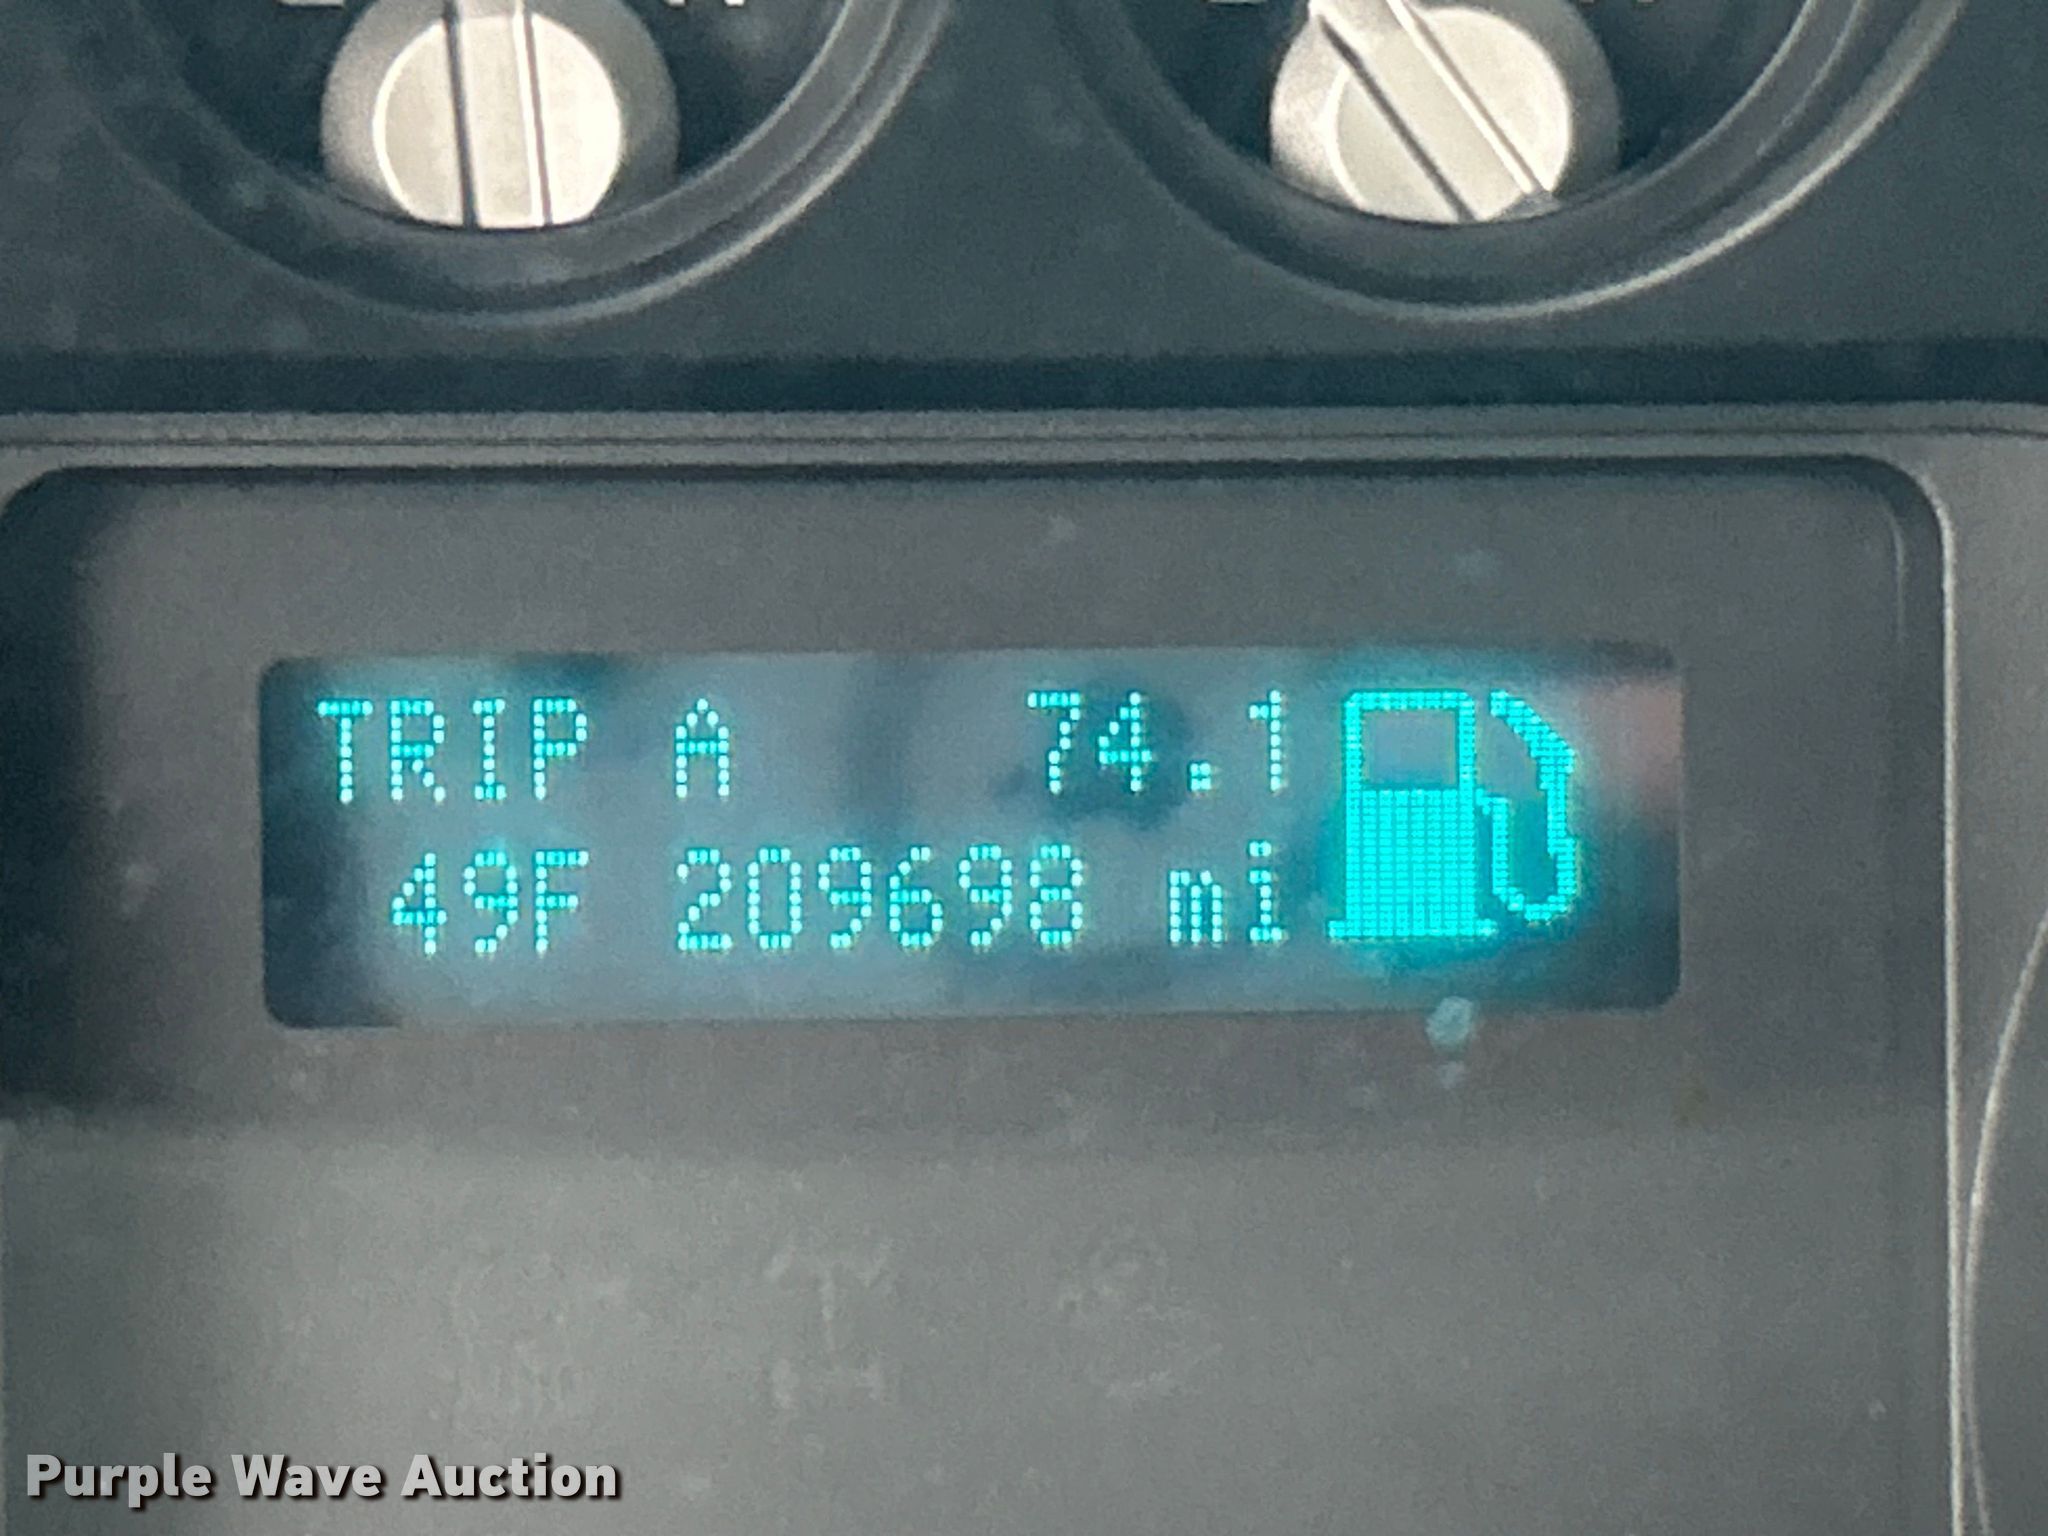 TRIP A 74.1
49F 209698 mi
Purple Wave Auction